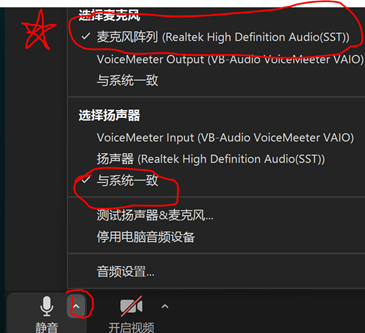 选择麦克风
✓ 麦克风阵列 (Realtek High Definition Audio(SST))
VoiceMeeter Output (VB-Audio VoiceMeeter VAIO)
与系统一致
选择扬声器
VoiceMeeter Input (VB-Audio VoiceMeeter VAIO)
扬声器 (Realtek High Definition Audio(SST))
✓ 与系统一致
测试扬声器&麦克风...
停用电脑音频设备
音频设置...
静音
开启视频